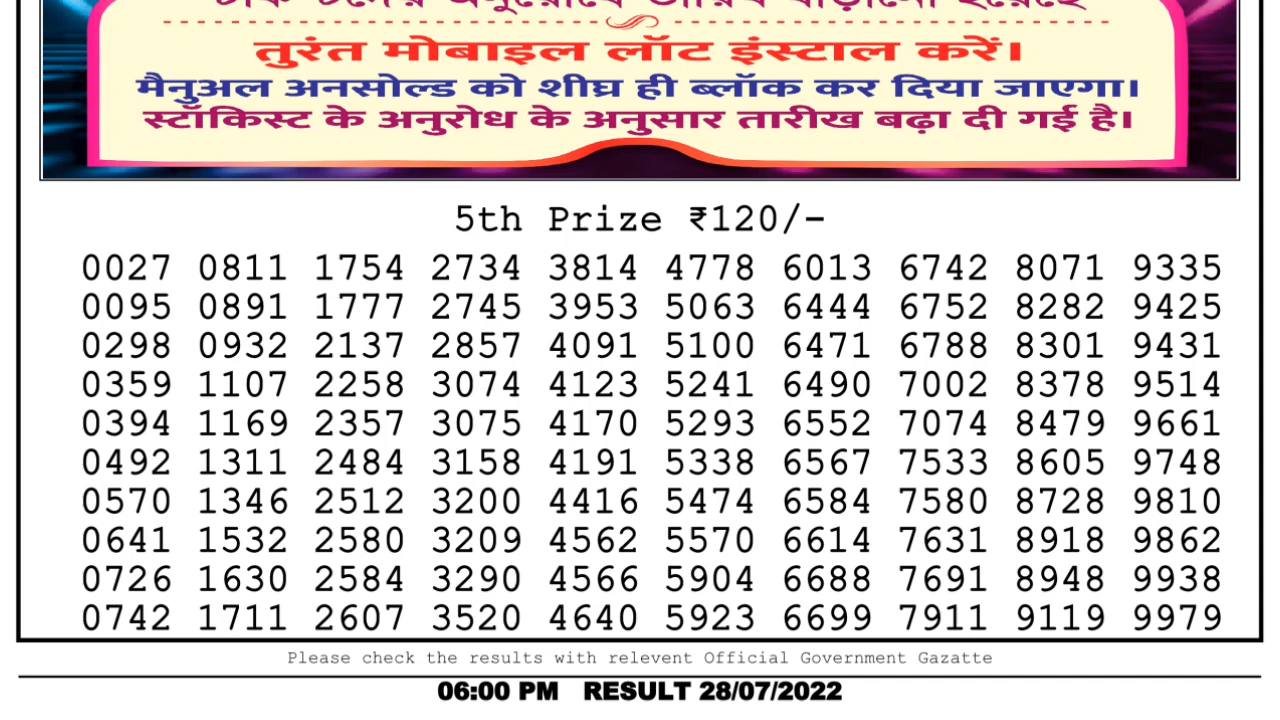 তারিখ বাড়ানো হয়েছে
तुरंत मोबाइल लॉट इंस्टाल करें।
मैनुअल अनसोल्ड को शीघ्र ही ब्लॉक कर दिया जाएगा।
स्टॉकिस्ट के अनुरोध के अनुसार तारीख बढ़ा दी गई है।
5th Prize ₹120/-
0027 0811 1754 2734 3814 4778 6013 6742 8071 9335
0095 0891 1777 2745 3953 5063 6444 6752 8282 9425
0298 0932 2137 2857 4091 5100 6471 6788 8301 9431
0359 1107 2258 3074 4123 5241 6490 7002 8378 9514
0394 1169 2357 3075 4170 5293 6552 7074 8479 9661
0492 1311 2484 3158 4191 5338 6567 7533 8605 9748
0570 1346 2512 3200 4416 5474 6584 7580 8728 9810
0641 1532 2580 3209 4562 5570 6614 7631 8918 9862
0726 1630 2584 3290 4566 5904 6688 7691 8948 9938
0742 1711 2607 3520 4640 5923 6699 7911 9119 9979
Please check the results with relevent Official Government Gazatte
06:00 PM RESULT 28/07/2022